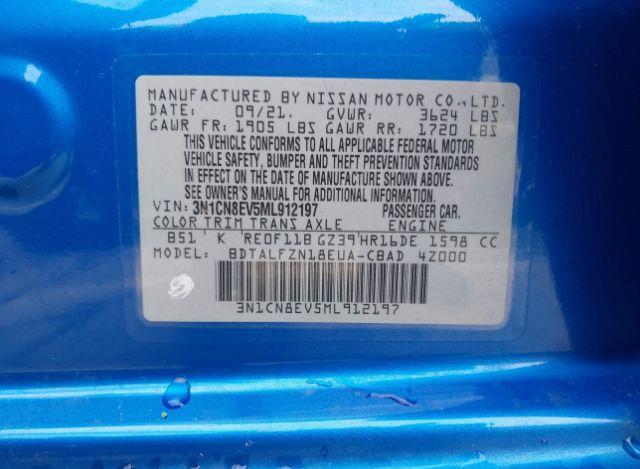 MANUFACTURED BY NISSAN MOTOR CO., LTD.
DATE: 09/21. GVWR: 3624 LBS
GAWR FR: 1905 LBS GAWR RR: 1720 LBS
THIS VEHICLE CONFORMS TO ALL APPLICABLE FEDERAL MOTOR
VEHICLE SAFETY, BUMPER AND THEFT PREVENTION STANDARDS
IN EFFECT ON THE DATE OF MANUFACTURE SHOWN ABOVE.
SEE OWNER'S MANUAL FOR ADDITIONAL INFORMATION.
VIN: 3N1CN8EV5ML912197 PASSENGER CAR.
COLOR TRIM TRANS AXLE ENGINE
B51 K RE0F11B GZ39 HR16DE 1598 CC
MODEL: BDTALFZN18EUA-CBAD 42000
3N1CN8EV5ML912197